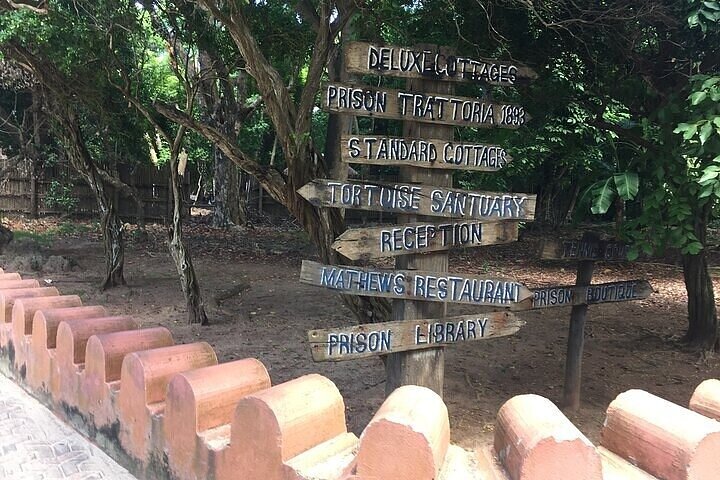 DELUXE COTTAGES
PRISON TRATTORIA 1893
STANDARD COTTAGES
TORTOISE SANTUARY
RECEPTION
MATHEWS RESTAURANT
PRISON BOUTIQUE
PRISON LIBRARY